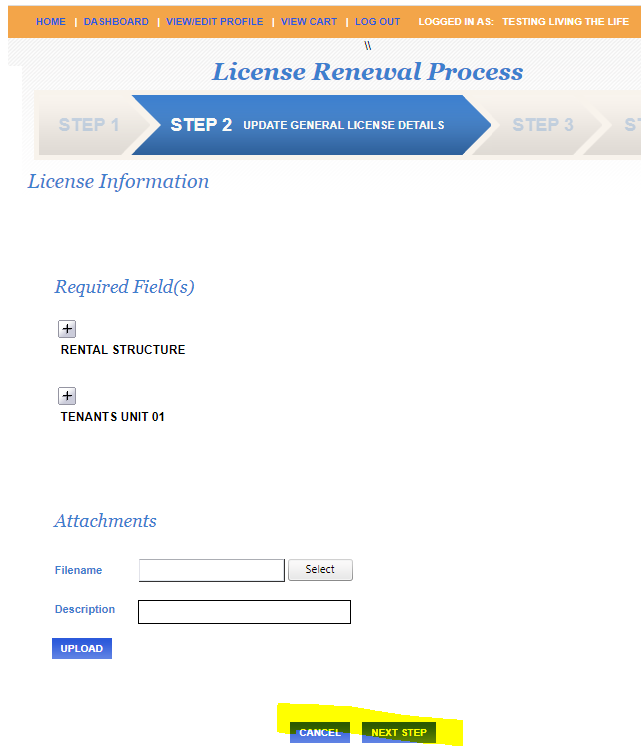 HOME | DASHBOARD | VIEW/EDIT PROFILE | VIEW CART | LOG OUT LOGGED IN AS: TESTING LIVING THE LIFE
\\
License Renewal Process
STEP 1 STEP 2 UPDATE GENERAL LICENSE DETAILS STEP 3 ST
License Information
Required Field(s)
+
RENTAL STRUCTURE
+
TENANTS UNIT 01
Attachments
Filename Select
Description
UPLOAD
CANCEL NEXT STEP